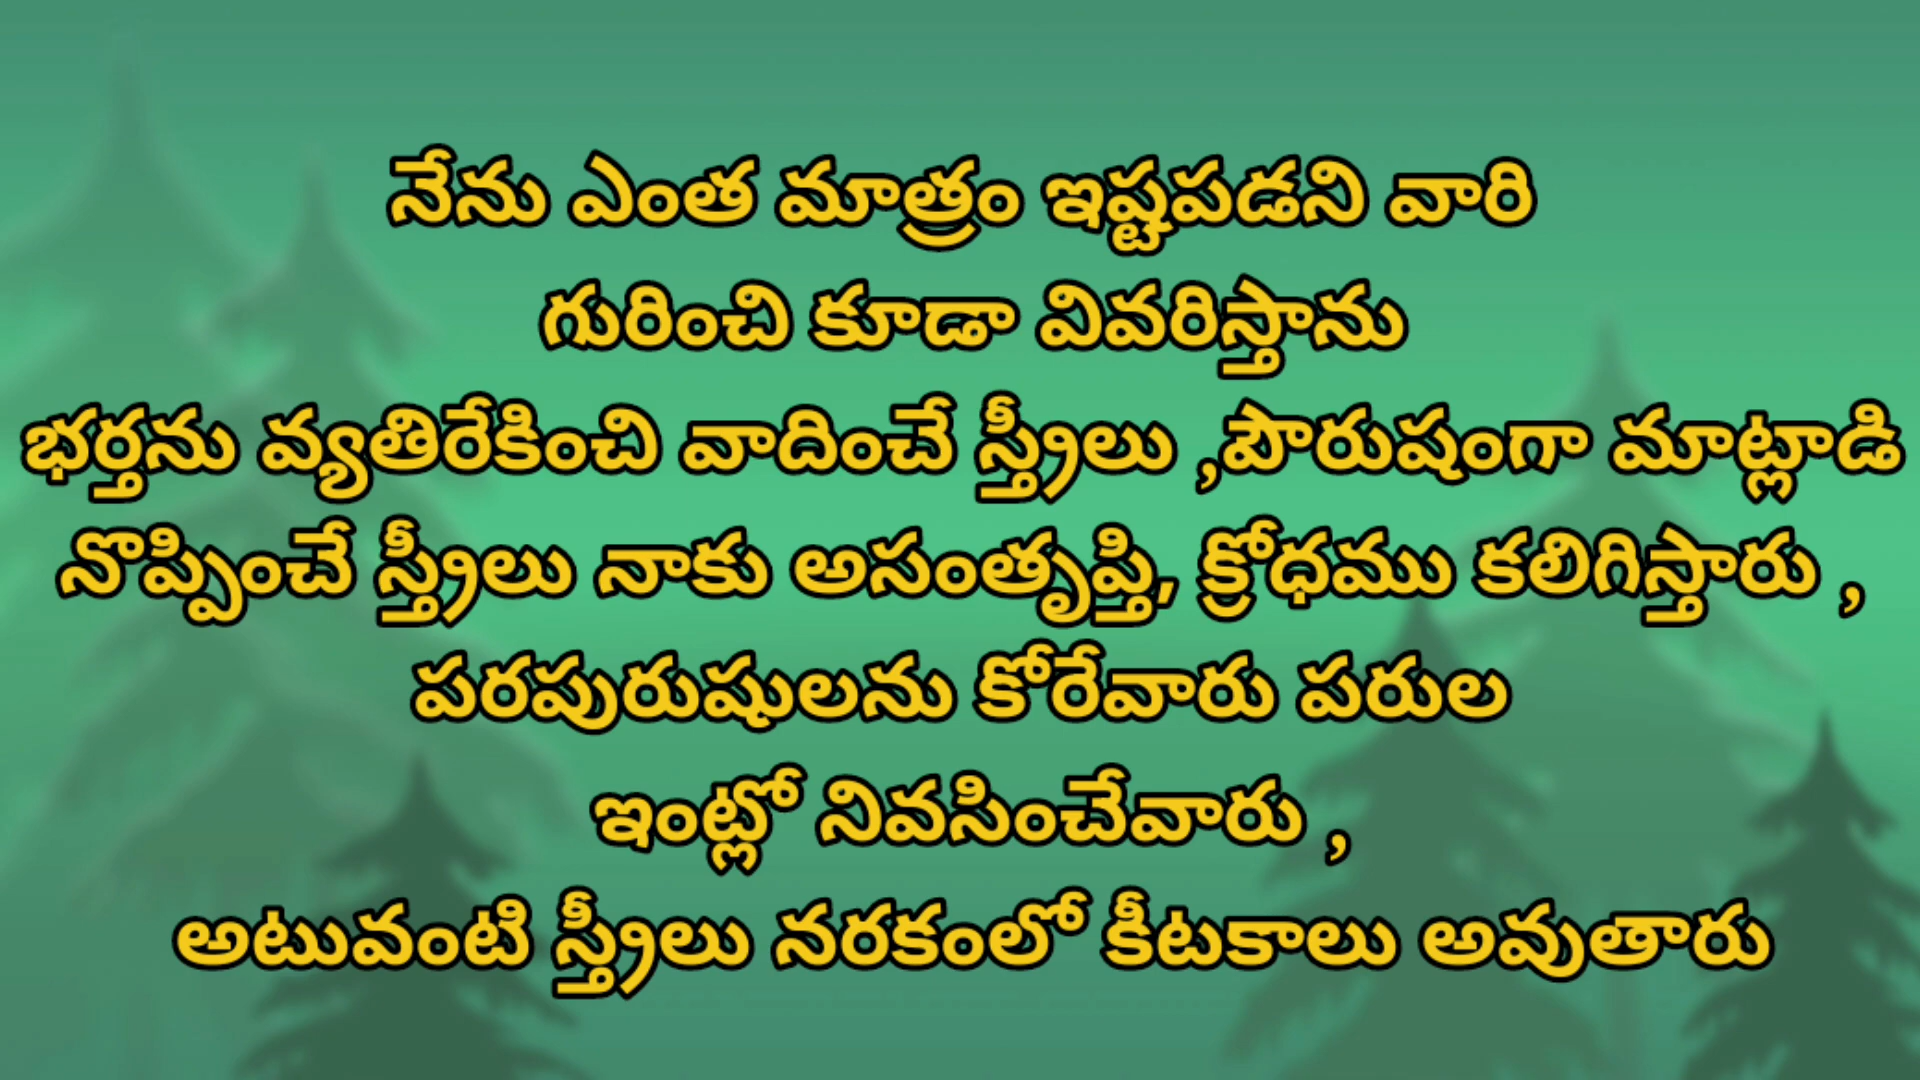 నేను ఎంత మాత్రం ఇష్టపడని వారి
గురించి కూడా వివరిస్తాను
భర్తను వ్యతిరేకించి వాదించే స్త్రీలు ,పౌరుషంగా మాట్లాడి
నొప్పించే స్త్రీలు నాకు అసంతృప్తి, క్రోధము కలిగిస్తారు ,
పరపురుషులను కోరేవారు పరుల
ఇంట్లో నివసించేవారు ,
అటువంటి స్త్రీలు నరకంలో కీటకాలు అవుతారు